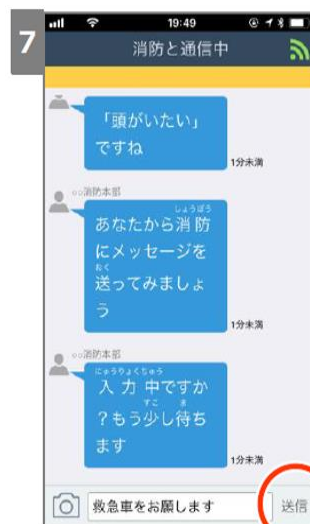 7
19:49
消防と通信中
「頭がいたい」
ですね
1分未満
○○消防本部
しょうぼう
あなたから消防
にメッセージを
おく
送ってみましょ
う
1分未満
○○消防本部
にゅうりょくちゅう
入力中ですか
すこ ま
?もう少し待ち
ます
1分未満
救急車をお願します
送信